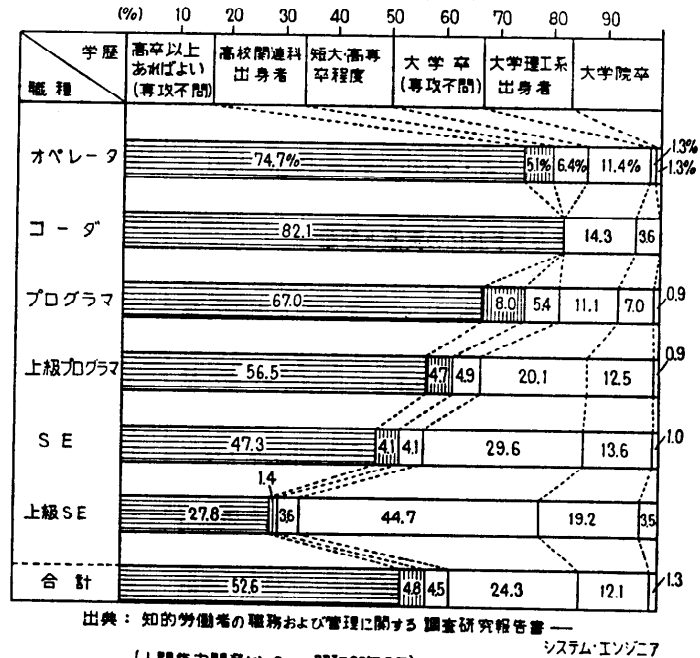 (%) 10 20 30 40 50 60 70 80 90
学歴
職種
高卒以上
あればよい
(専攻不問)
高校関連科
出身者
短大・高専
卒程度
大学卒
(専攻不問)
大学理工系
出身者
大学院卒
オペレータ 74.7% 5.1% 6.4% 11.4% 1.3%
1.3%
コーダ 82.1 14.3 3.6
プログラマ 67.0 8.0 5.4 11.1 7.0 0.9
上級プログラマ 56.5 4.7 4.9 20.1 12.5 0.9
SE 47.3 4.1 4.1 29.6 13.6 1.0
1.4
上級SE 27.8 3.6 44.7 19.2 3.5
合計 52.6 4.8 4.5 24.3 12.1 1.3
出典:知的労働者の職務および管理に関する調査研究報告書—
システム・エンジニア